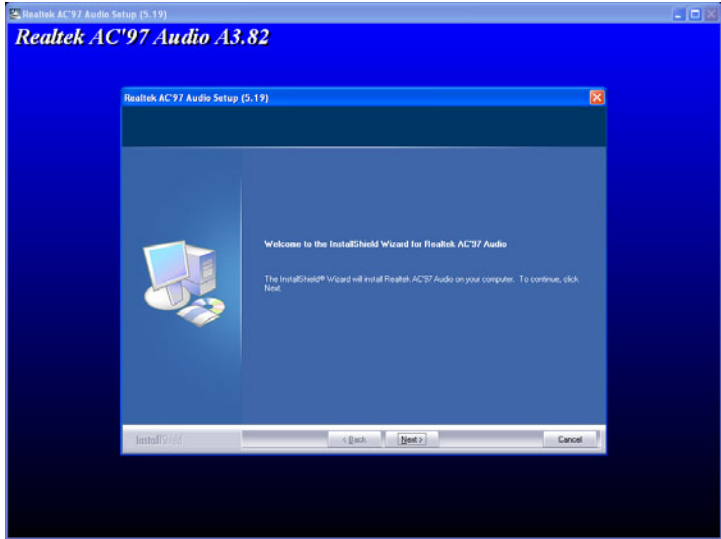 Realtek AC'97 Audio Setup (5.19)
Realtek AC'97 Audio A3.82
Realtek AC'97 Audio Setup (5.19)
Welcome to the InstallShield Wizard for Realtek AC'97 Audio
The InstallShield® Wizard will install Realtek AC'97 Audio on your computer. To continue, click
Next.
InstallShield
< Back Next > Cancel